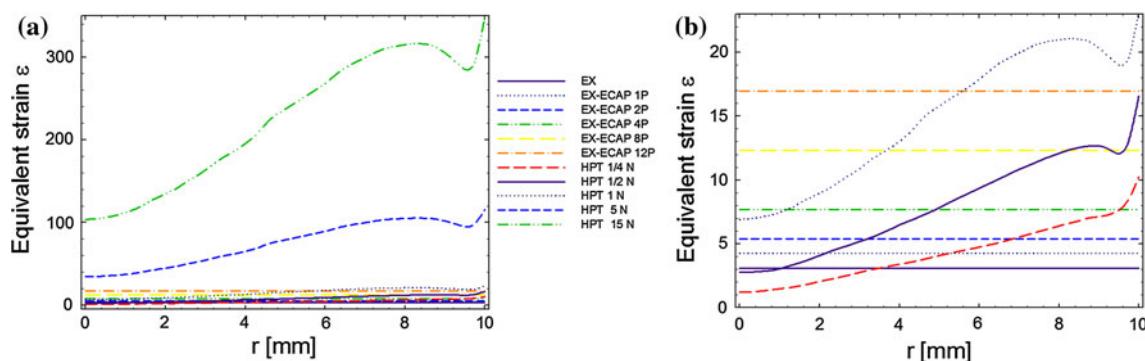 (a)
Equivalent strain ε
300
200
100
0
0 2 4 6 8 10
r [mm]
EX
EX-ECAP 1P
EX-ECAP 2P
EX-ECAP 4P
EX-ECAP 8P
EX-ECAP 12P
HPT 1/4 N
HPT 1/2 N
HPT 1 N
HPT 5 N
HPT 15 N
(b)
Equivalent strain ε
20
15
10
5
0
0 2 4 6 8 10
r [mm]